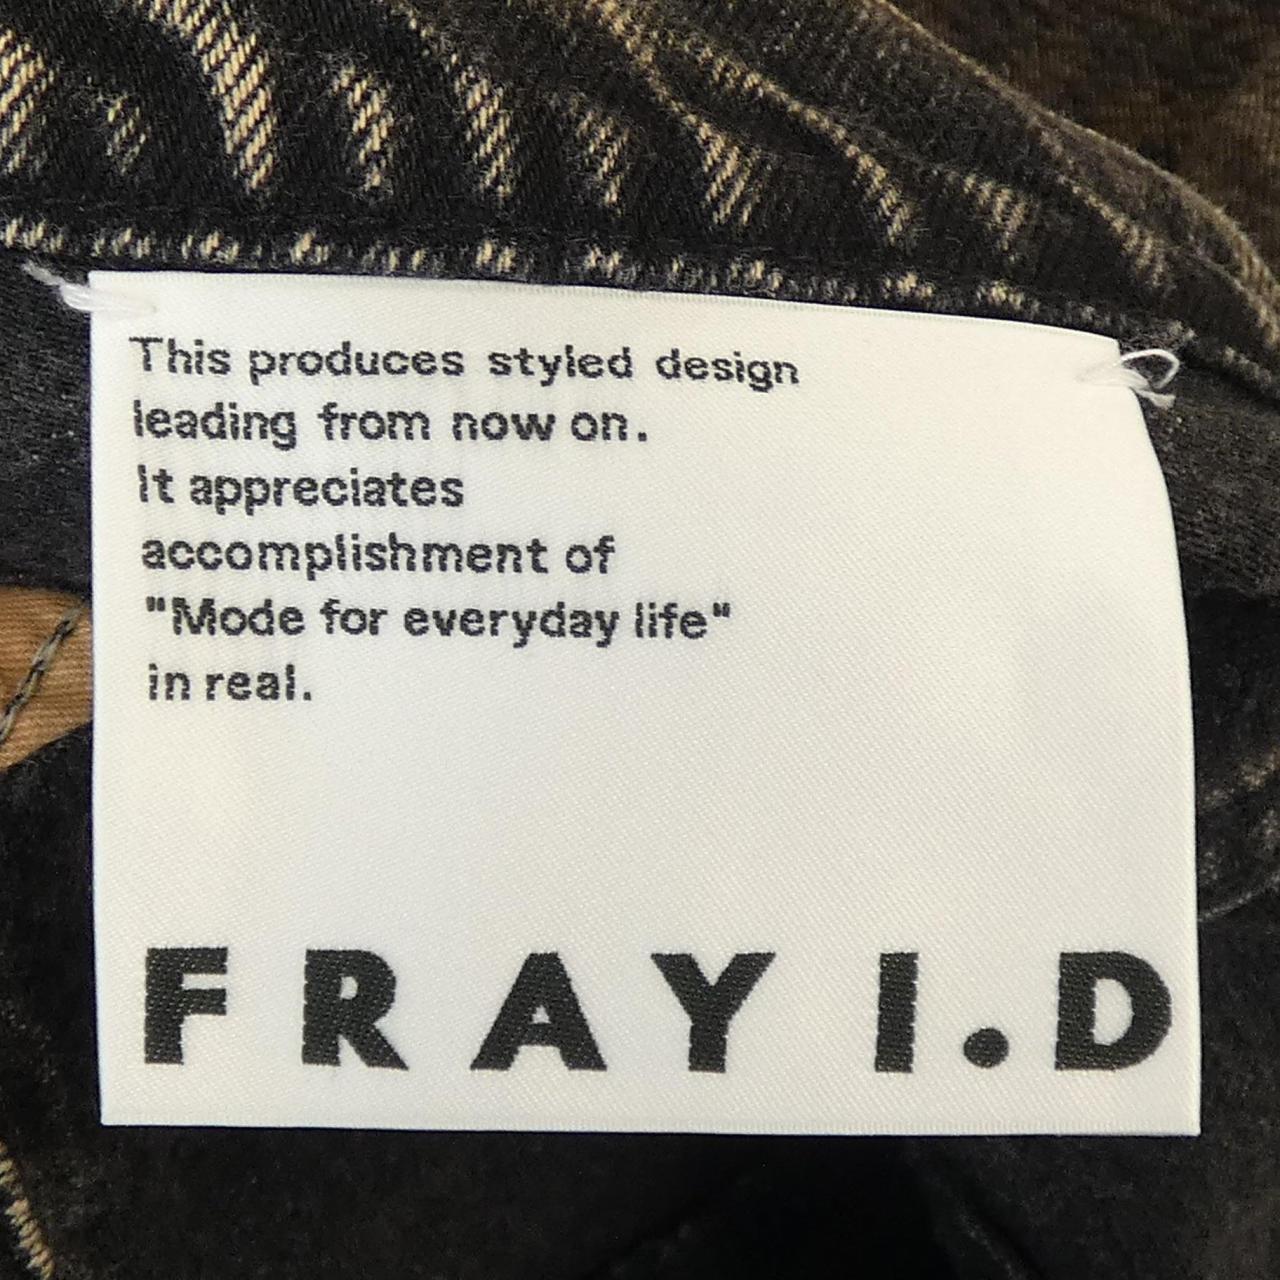 This produces styled design
leading from now on.
It appreciates
accomplishment of
"Mode for everyday life"
in real.
FRAY I.D